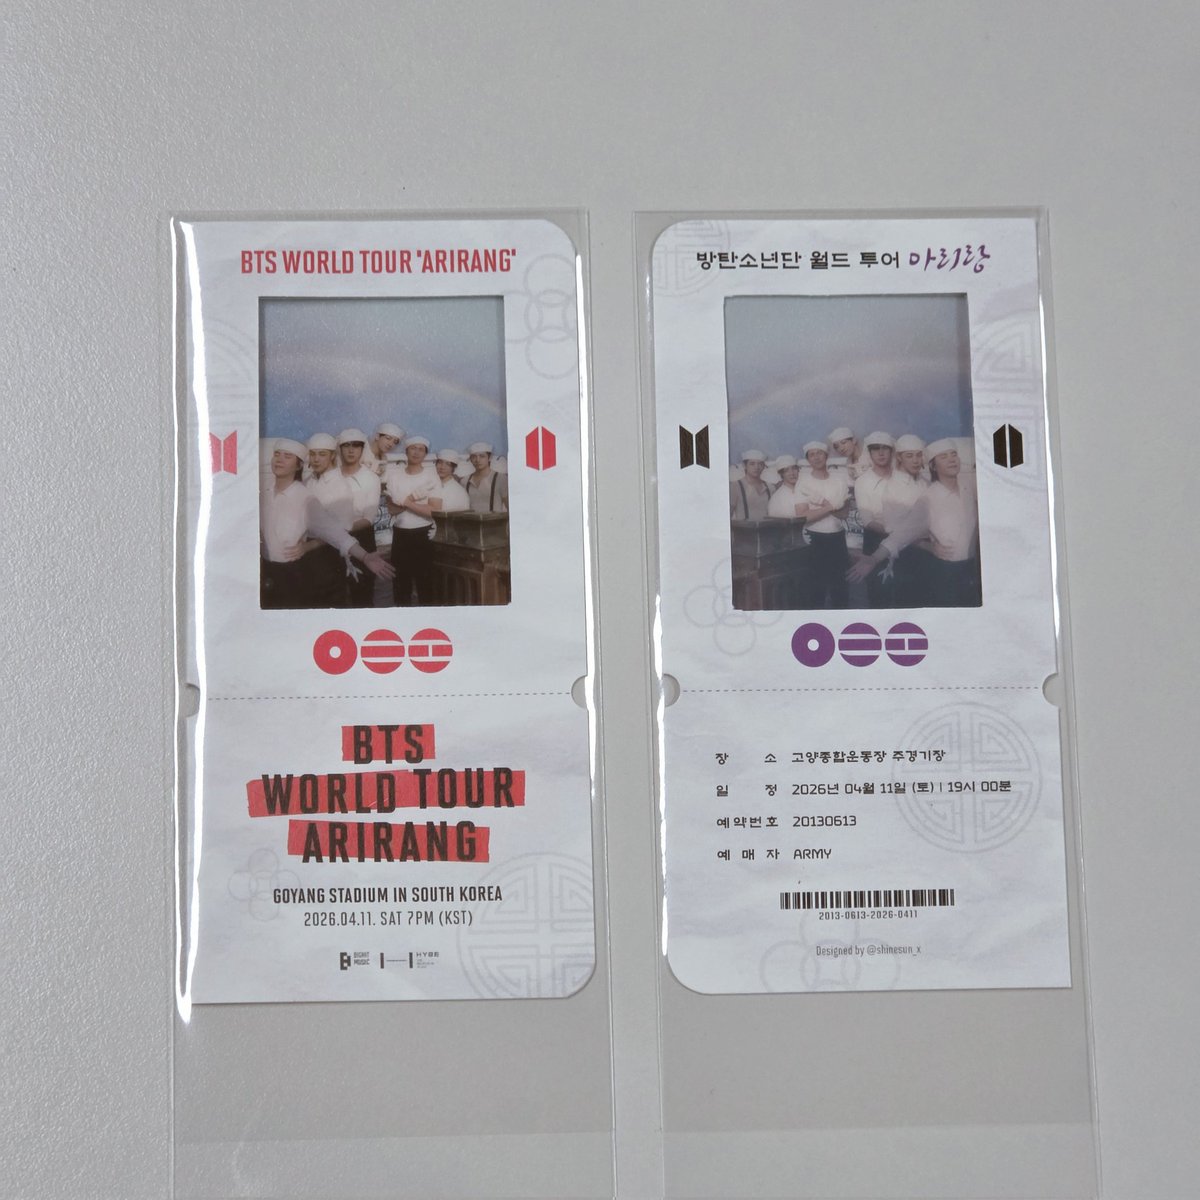 BTS WORLD TOUR 'ARIRANG'
BTS
WORLD TOUR
ARIRANG
GOYANG STADIUM IN SOUTH KOREA
2026.04.11. SAT 7PM (KST)
BIGHIT
MUSIC
HYBE
방탄소년단 월드 투어 아리랑
장 소 고양종합운동장 주경기장
일 정 2026년 04월 11일 (토) | 19시 00분
예약번호 20130613
예 매 자 ARMY
2013-0613-2026-0411
Designed by @shinesun_x